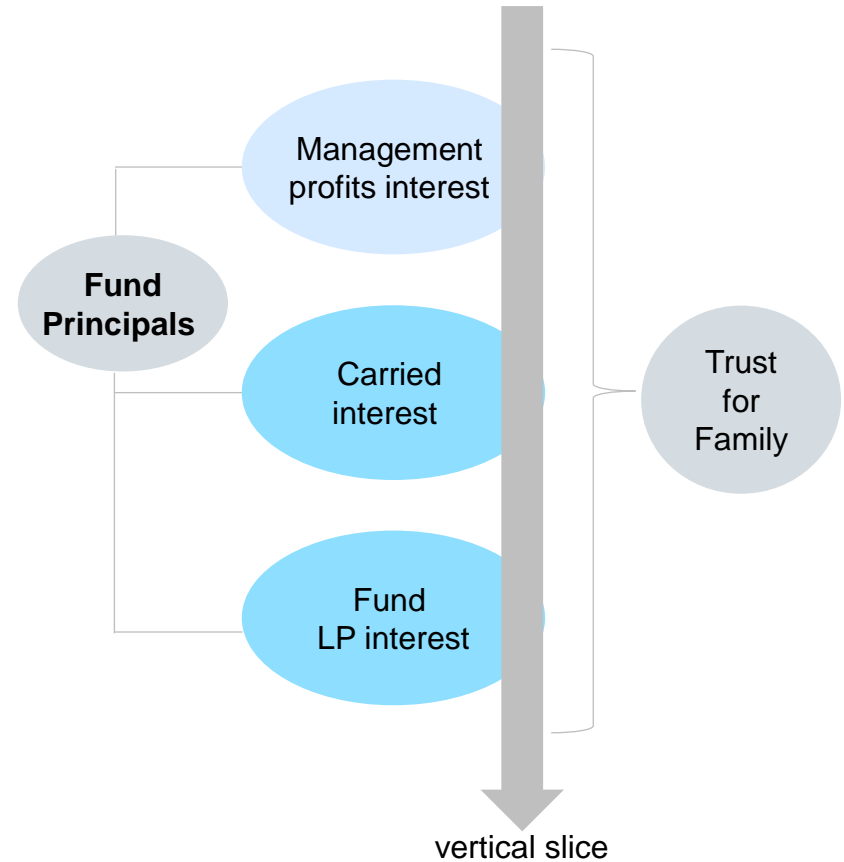 Management
profits interest
Fund
Principals
Carried
interest
Trust
for
Family
Fund
LP interest
vertical slice